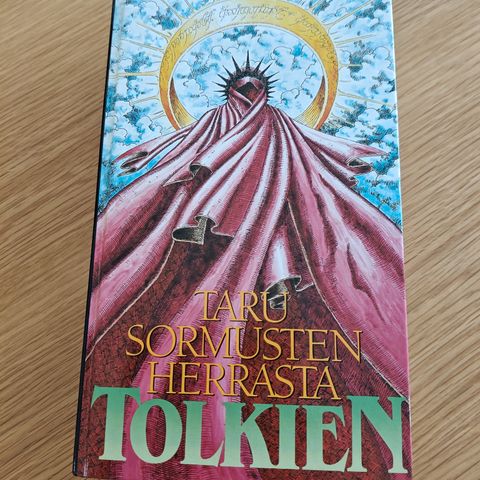 TARU
SORMUSTEN
HERRASTA
TOLKIEN